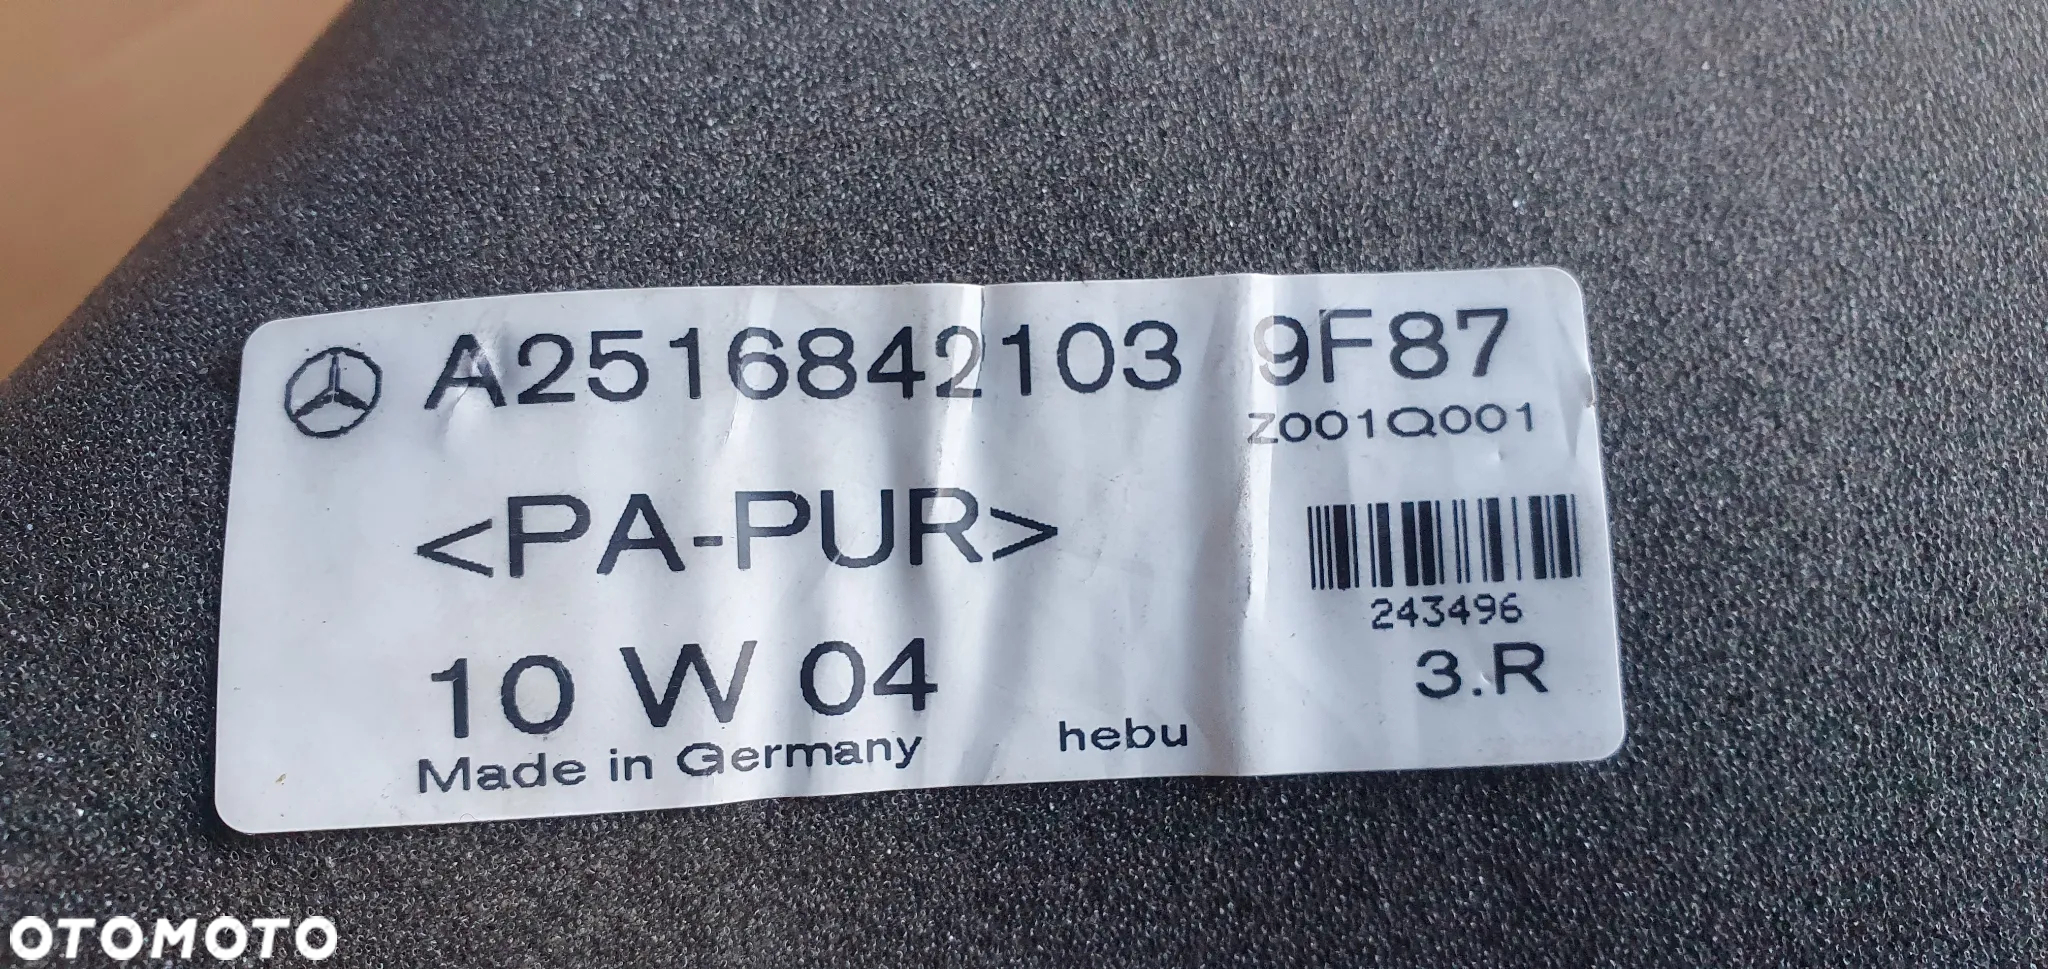 A2516842103 9F87
Z001Q001
<PA-PUR>
243496
10 W 04
3.R
Made in Germany hebu
OTOMOTO